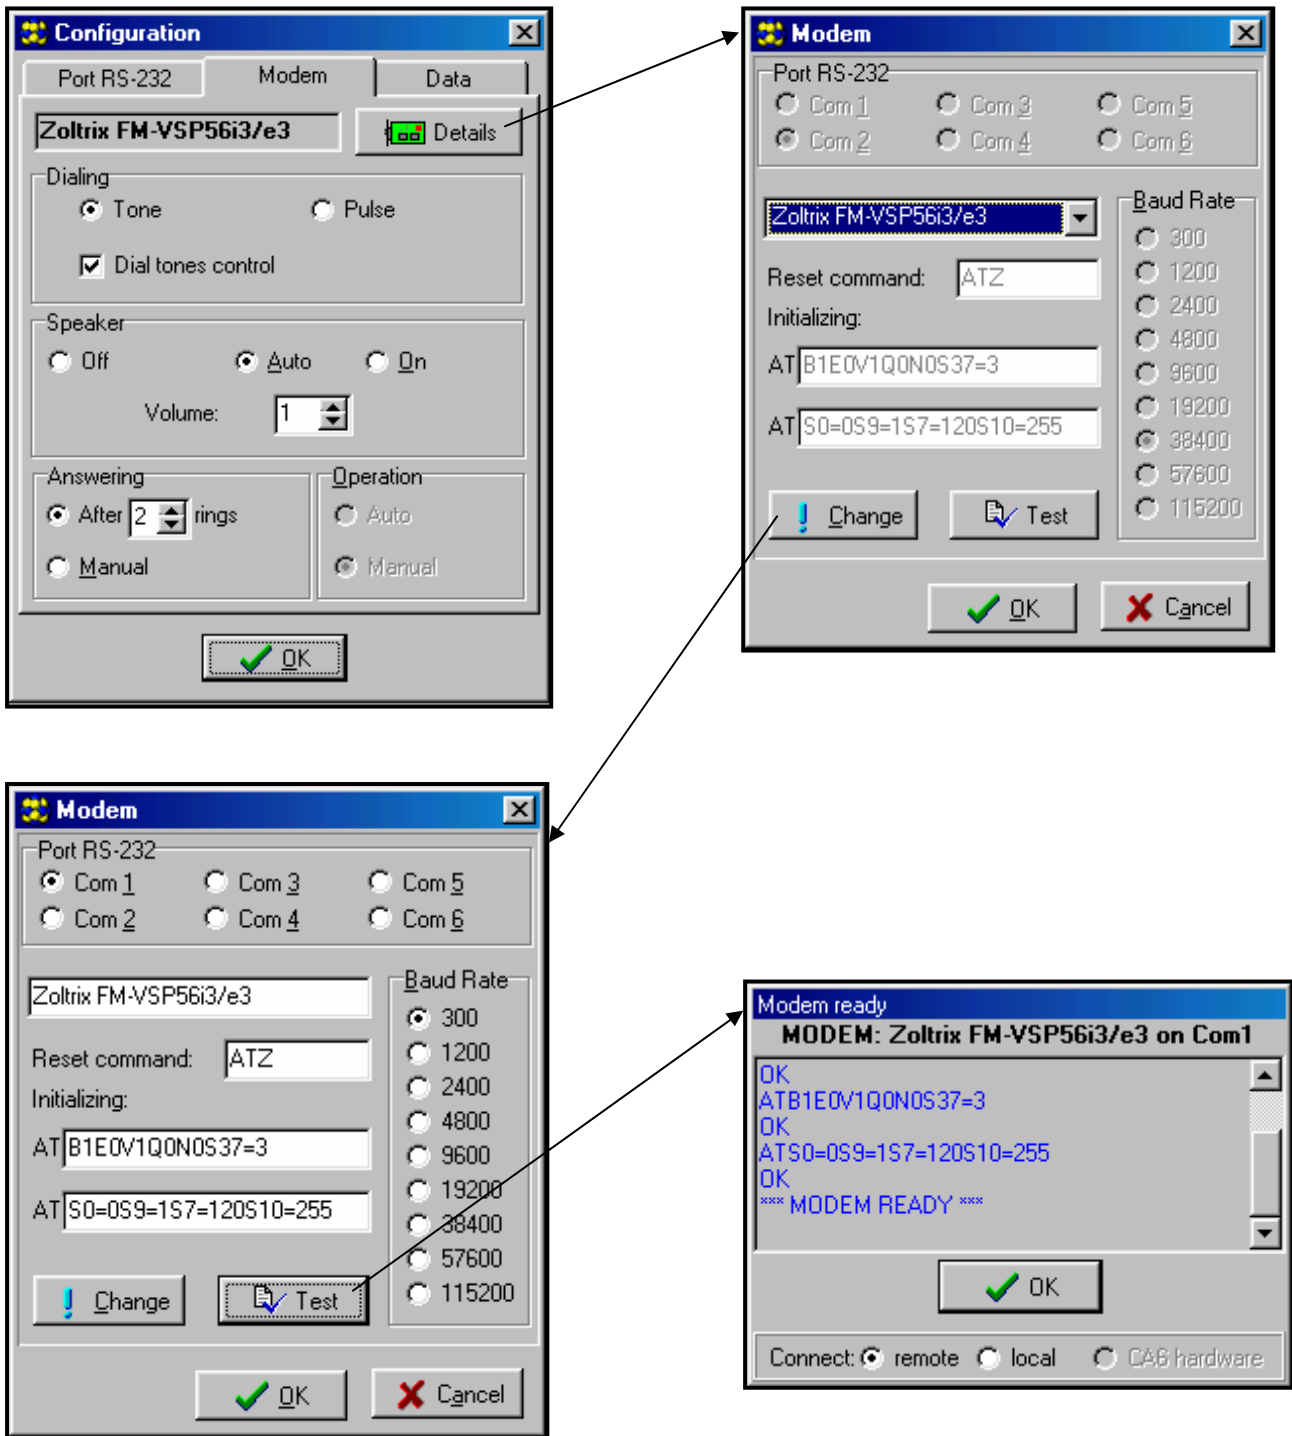 Configuration
Port RS-232 Modem Data
Zoltrix FM-VSP56i3/e3 Details
Dialing
Tone Pulse
Dial tones control
Speaker
Off Auto On
Volume: 1
Answering Operation
After 2 rings Auto
Manual Manual
OK
Modem
Port RS-232
Com 1 Com 3 Com 5
Com 2 Com 4 Com 6
Zoltrix FM-VSP56i3/e3 Baud Rate
300
Reset command: ATZ 1200
Initializing: 2400
4800
AT B1E0V1Q0N0S37=3 9600
19200
AT S0=0S9=1S7=120S10=255 38400
57600
Change Test 115200
OK Cancel
Modem
Port RS-232
Com 1 Com 3 Com 5
Com 2 Com 4 Com 6
Zoltrix FM-VSP56i3/e3 Baud Rate
300
Reset command: ATZ 1200
Initializing: 2400
4800
AT B1E0V1Q0N0S37=3 9600
19200
AT S0=0S9=1S7=120S10=255 38400
57600
Change Test 115200
OK Cancel
Modem ready
MODEM: Zoltrix FM-VSP56i3/e3 on Com1
OK
ATB1E0V1Q0N0S37=3
OK
ATS0=0S9=1S7=120S10=255
OK
*** MODEM READY ***
OK
Connect: remote local CA6 hardware